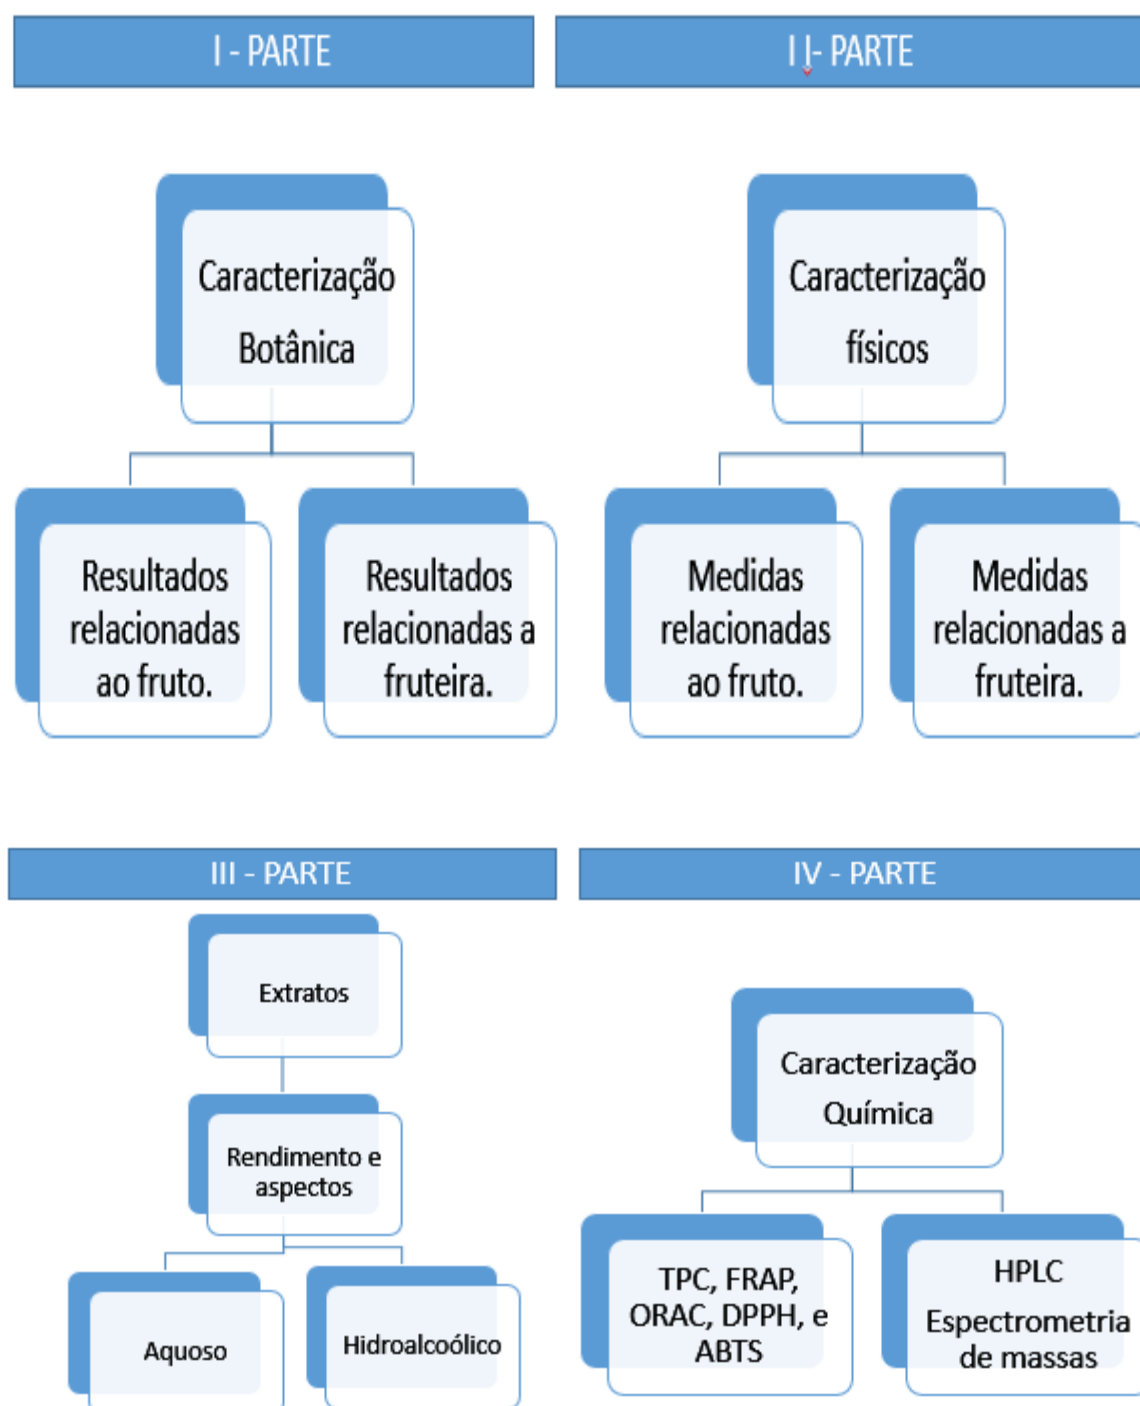 I - PARTE
I I- PARTE
Caracterização
Botânica
Caracterização
físicos
Resultados
relacionadas
ao fruto.
Resultados
relacionadas a
fruteira.
Medidas
relacionadas
ao fruto.
Medidas
relacionadas a
fruteira.
III - PARTE
IV - PARTE
Extratos
Rendimento e
aspectos
Aquoso
Hidroalcoólico
Caracterização
Química
TPC, FRAP,
ORAC, DPPH, e
ABTS
HPLC
Espectrometria
de massas